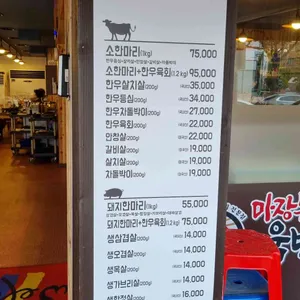 소한마리(1kg) 75,000
소한마리+한우육회(1.2kg) 95,000
한우살치살(200g) 35,000
한우등심(200g) 34,000
한우차돌박이(200g) 27,000
한우육회(200g) 22,000
안창살(200g) 22,000
갈비살(200g) 19,000
살치살(200g) 19,000
차돌박이(200g) 19,000
돼지한마리(1kg) 55,000
돼지한마리+한우육회(1.2kg) 75,000
생삼겹살(200g) 14,000
생오겹살(200g) 14,000
생목살(200g) 14,000
생가브리살(200g) 14,000
16,000